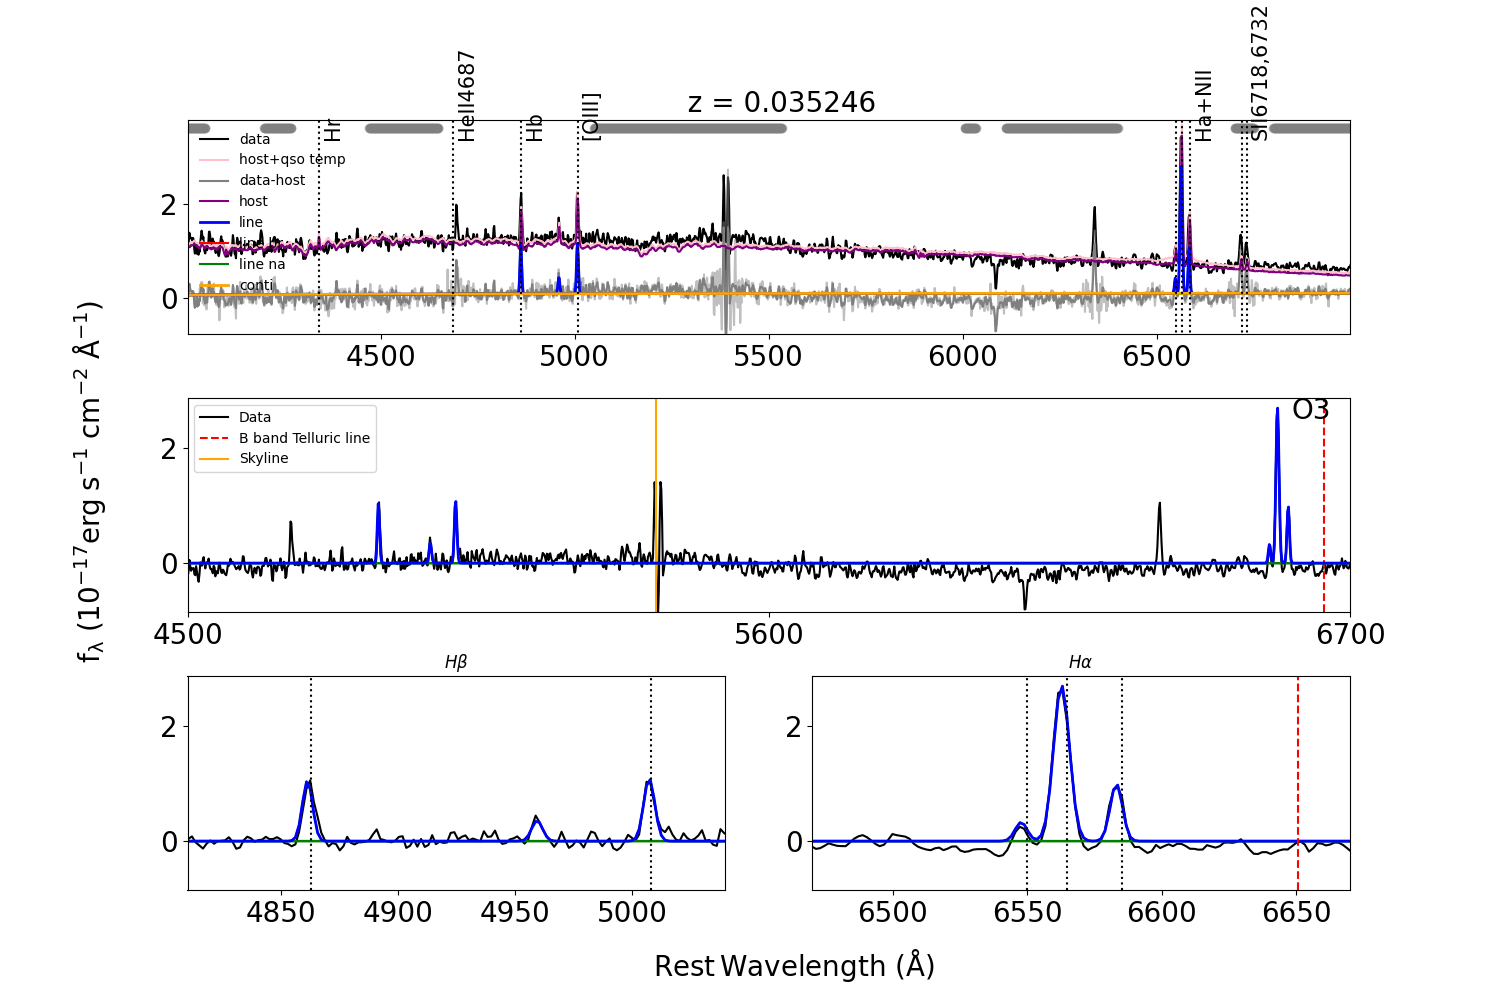 z = 0.035246
Hr
HeII4687
Hb
[OIII]
Ha+NII
SII6718,6732
data
host+qso temp
data-host
host
line
line na
conti
2
0
4500
5000
5500
6000
6500
Data
B band Telluric line
Skyline
O3
2
0
4500
5600
6700
fλ (10⁻¹⁷erg s⁻¹ cm⁻² Å⁻¹)
Hβ
2
0
4850
4900
4950
5000
Hα
2
0
6500
6550
6600
6650
Rest Wavelength (Å)